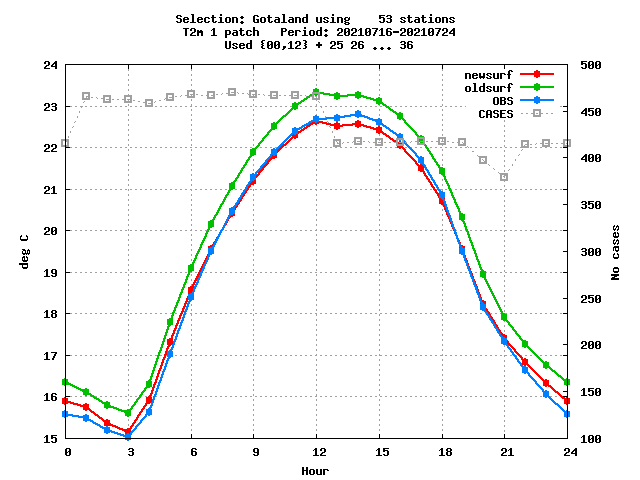 Selection: Gotaland using    53 stations
T2m 1 patch   Period: 20210716-20210724
Used {00,12} + 25 26 ... 36
newsurf
oldsurf
OBS
CASES
24
23
22
21
20
19
18
17
16
15
deg C
500
450
400
350
300
250
200
150
100
No cases
0 3 6 9 12 15 18 21 24
Hour